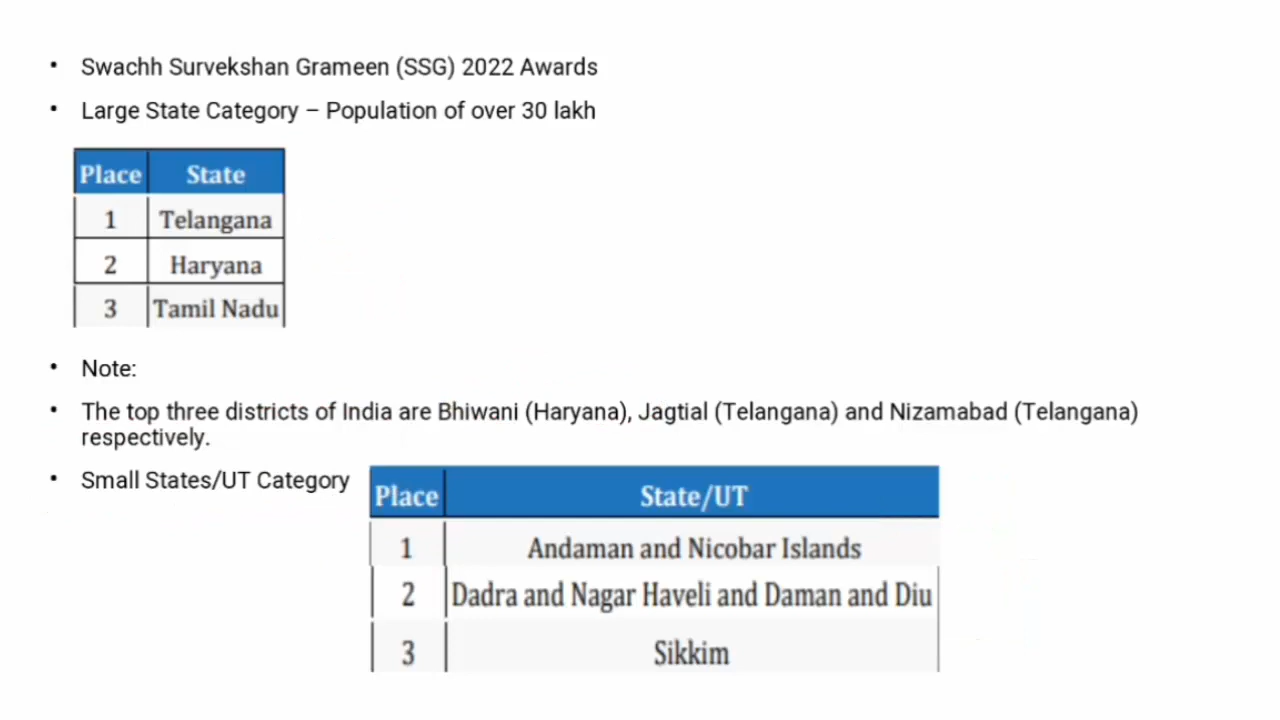 • Swachh Survekshan Grameen (SSG) 2022 Awards
• Large State Category – Population of over 30 lakh
Place State
1 Telangana
2 Haryana
3 Tamil Nadu
• Note:
• The top three districts of India are Bhiwani (Haryana), Jagtial (Telangana) and Nizamabad (Telangana)
respectively.
• Small States/UT Category
Place State/UT
1 Andaman and Nicobar Islands
2 Dadra and Nagar Haveli and Daman and Diu
3 Sikkim